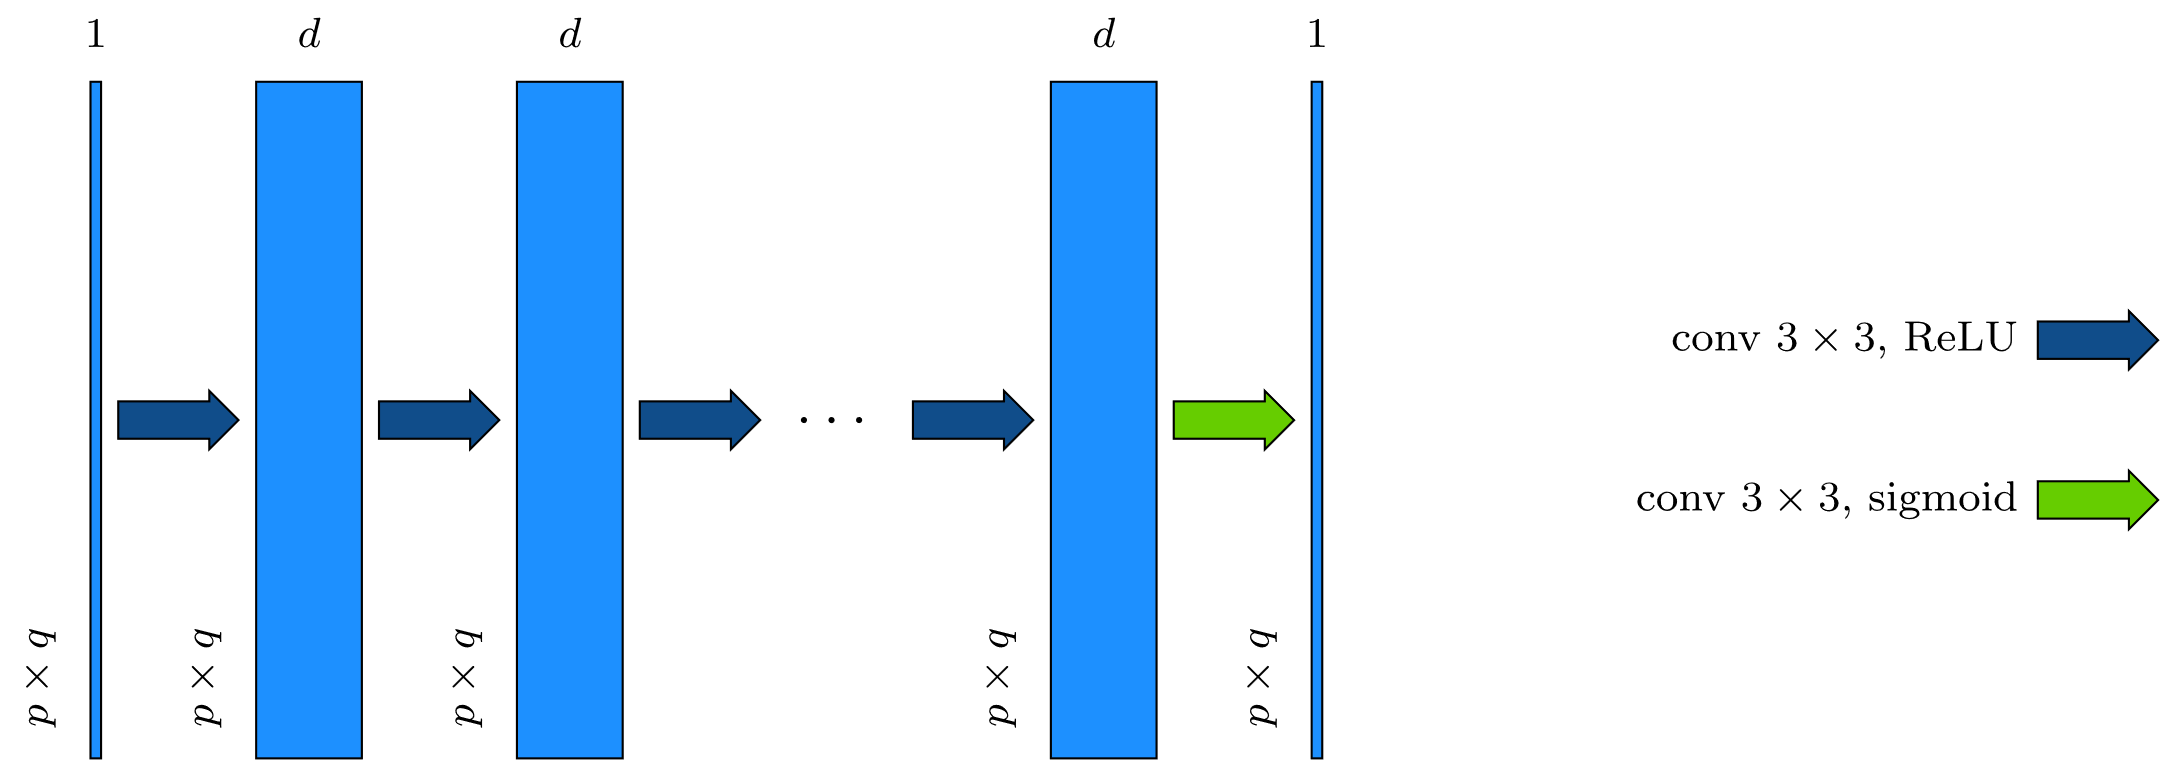 1
d
d
d
1
p × q
p × q
p × q
· · ·
p × q
p × q
conv 3 × 3, ReLU
conv 3 × 3, sigmoid